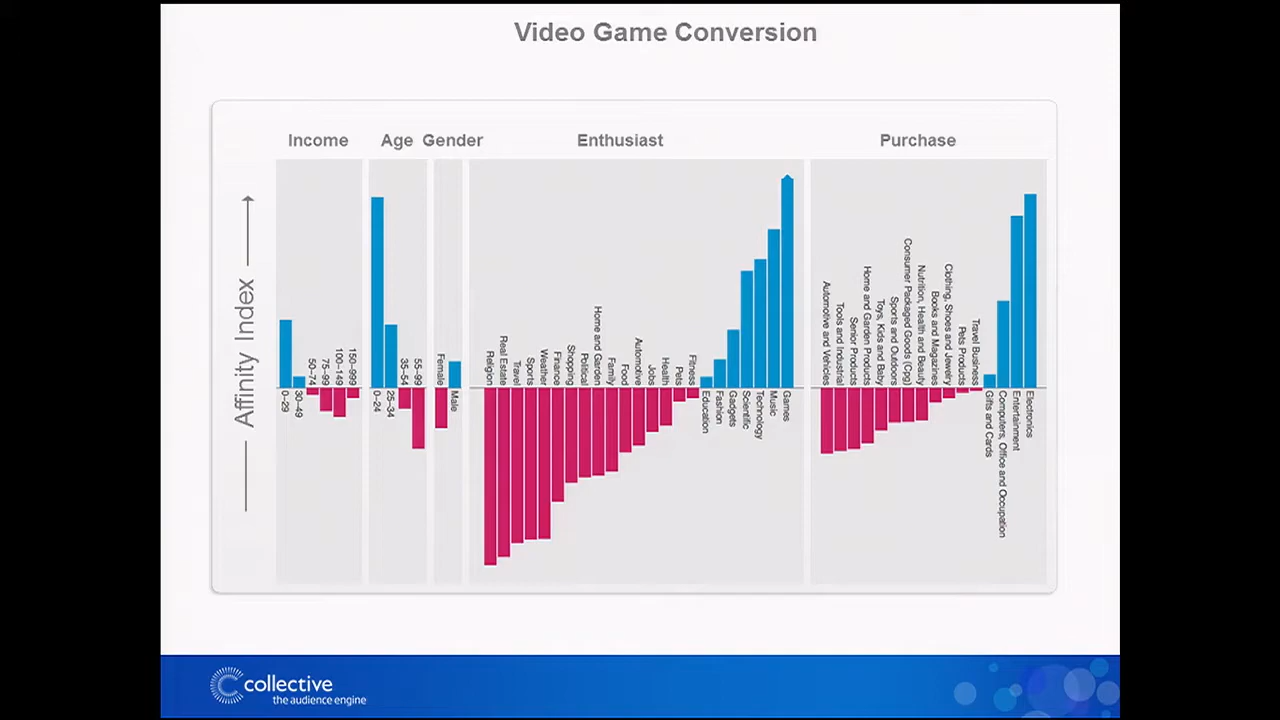 Video Game Conversion
Income
Age
Gender
Enthusiast
Purchase
Affinity Index
0–29
30–49
50–74
75–99
100–149
150–999
0–24
25–34
35–54
55–99
Female
Male
Religion
Real Estate
Travel
Sports
Weather
Finance
Shopping
Political
Home and Garden
Family
Food
Automotive
Jobs
Health
Pets
Fitness
Education
Fashion
Gadgets
Scientific
Technology
Music
Games
Automotive and Vehicles
Tools and Industrial
Senior Products
Home and Garden Products
Toys, Kids and Baby
Sports and Outdoors
Consumer Packaged Goods (Cpg)
Nutrition, Health and Beauty
Books and Magazines
Clothing, Shoes and Jewelry
Pets Products
Travel Business
Gifts and Cards
Computers, Office and Occupation
Entertainment
Electronics
collective
the audience engine